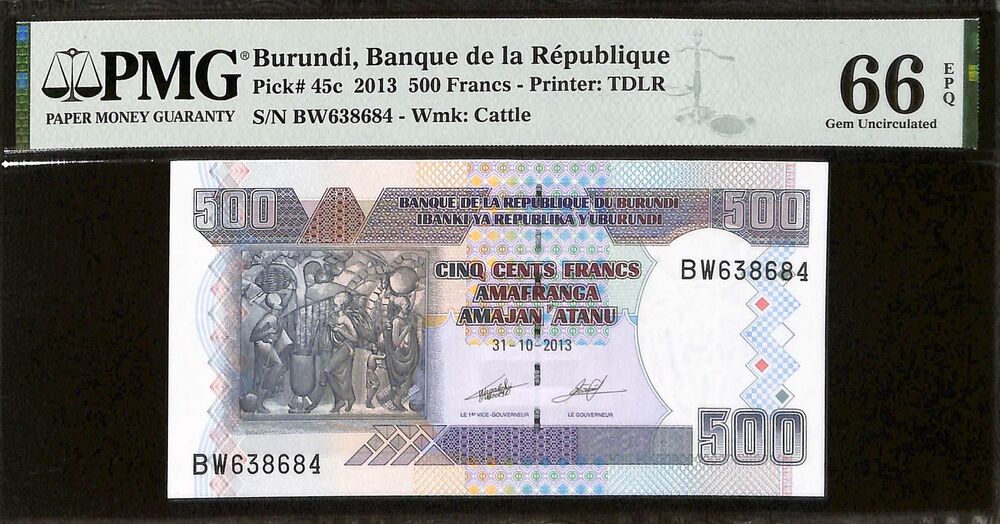 PMG®
PAPER MONEY GUARANTY
Burundi, Banque de la République
Pick# 45c 2013 500 Francs - Printer: TDLR
S/N BW638684 - Wmk: Cattle
66
EPQ
Gem Uncirculated
500
BANQUE DE LA REPUBLIQUE DU BURUNDI
IBANKI YA REPUBLIKA Y'UBURUNDI
500
CINQ CENTS FRANCS
AMAFRANGA
AMAJAN'ATANU
31-10-2013
BW638684
LE 1ER VICE-GOUVERNEUR
LE GOUVERNEUR
500
BW638684